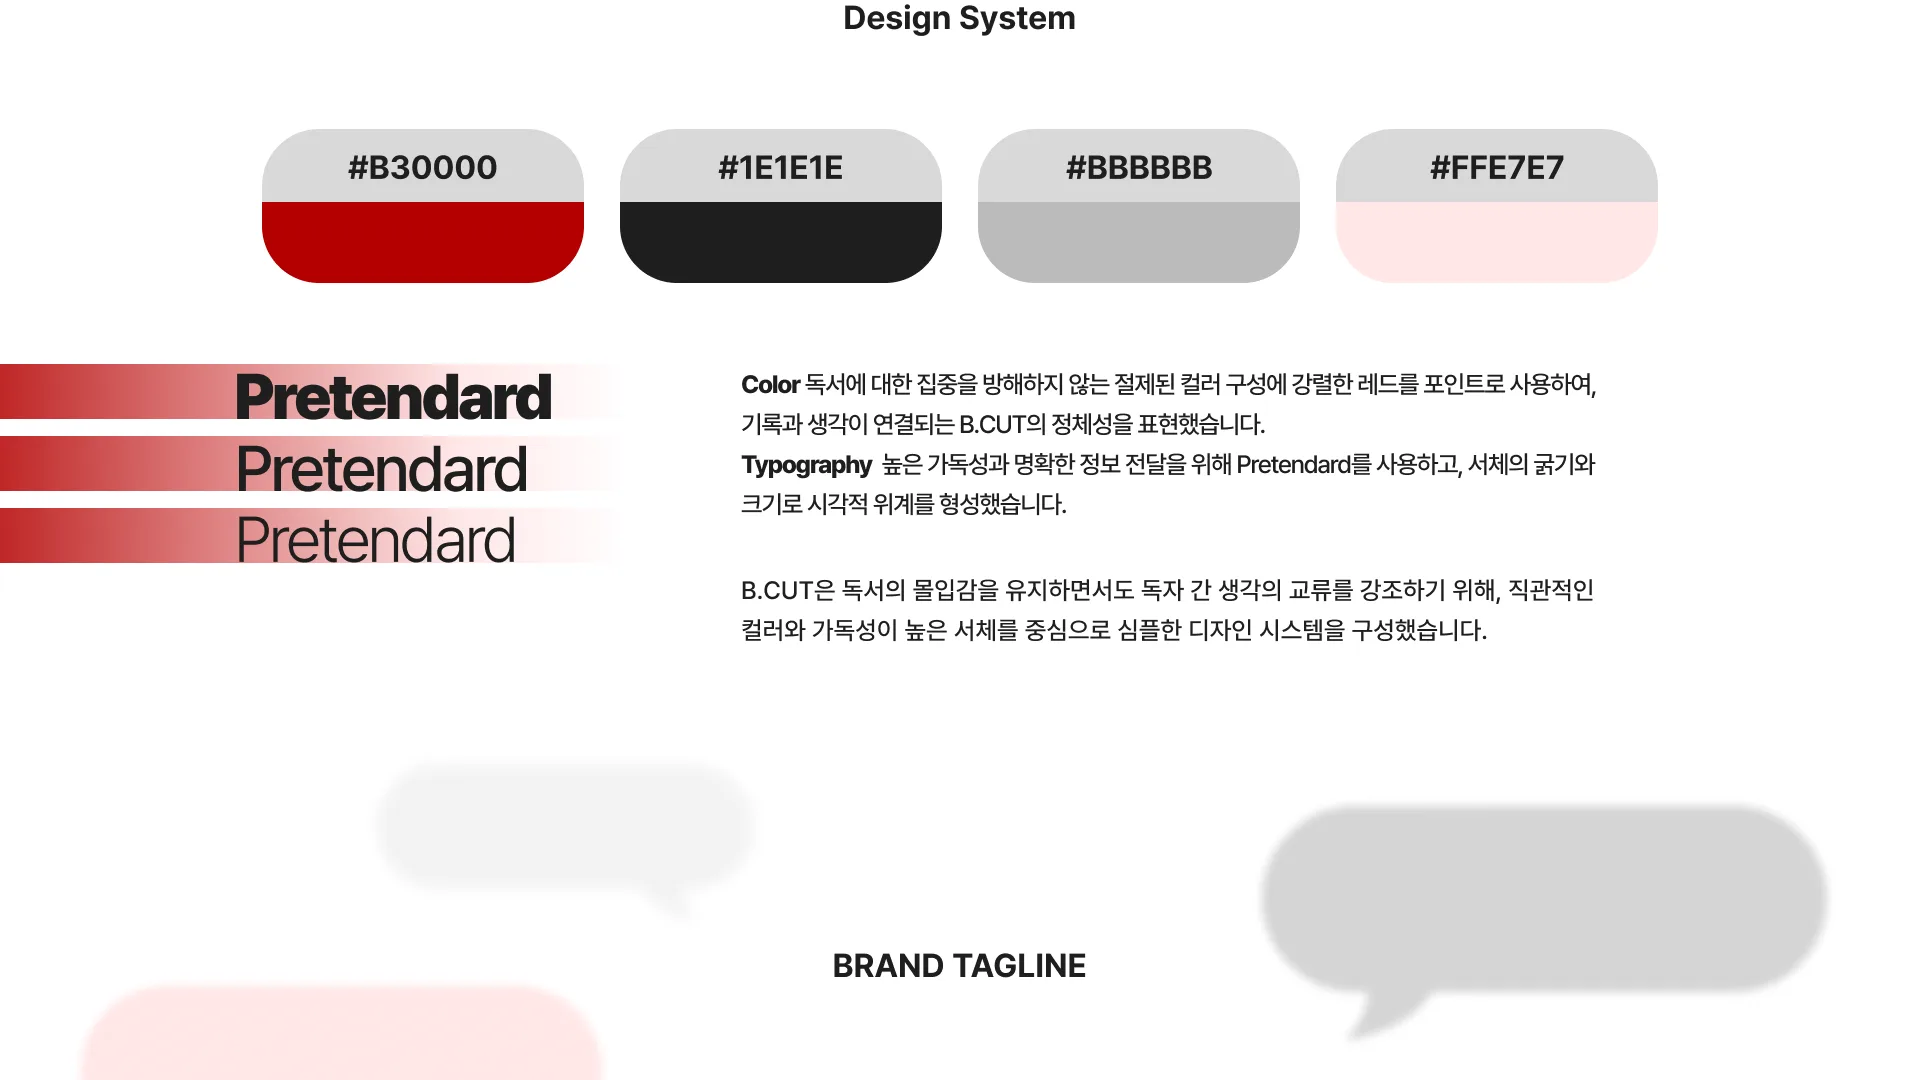 Design System
#B30000
#1E1E1E
#BBBBBB
#FFE7E7
Pretendard
Pretendard
Pretendard
Color 독서에 대한 집중을 방해하지 않는 절제된 컬러 구성에 강렬한 레드를 포인트로 사용하여,
기록과 생각이 연결되는 B.CUT의 정체성을 표현했습니다.
Typography 높은 가독성과 명확한 정보 전달을 위해 Pretendard를 사용하고, 서체의 굵기와
크기로 시각적 위계를 형성했습니다.
B.CUT은 독서의 몰입감을 유지하면서도 독자 간 생각의 교류를 강조하기 위해, 직관적인
컬러와 가독성이 높은 서체를 중심으로 심플한 디자인 시스템을 구성했습니다.
BRAND TAGLINE